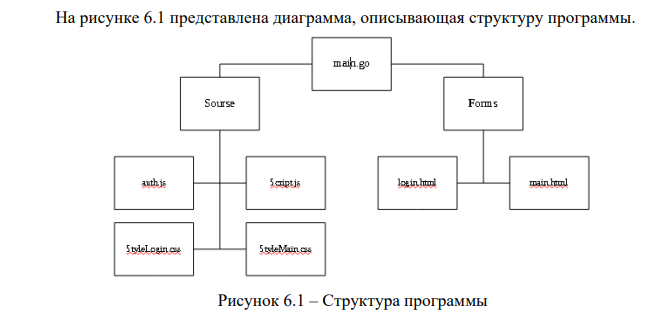 На рисунке 6.1 представлена диаграмма, описывающая структуру программы.
main.go
Sourse
Forms
auth.js
Script.js
login.html
main.html
StyleLogin.css
StyleMain.css
Рисунок 6.1 – Структура программы